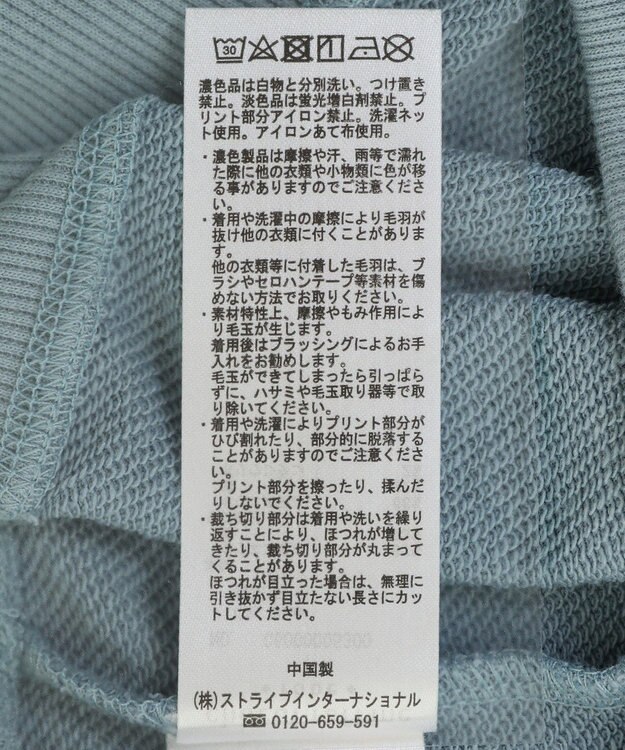 30
濃色品は白物と分別洗い。つけ置き
禁止。淡色品は蛍光増白剤禁止。プ
リント部分アイロン禁止。洗濯ネッ
ト使用。アイロンあて布使用。
・濃色製品は摩擦や汗、雨等で濡れ
た際に他の衣類や小物類に色が移
る事がありますのでご注意くださ
い。
・着用や洗濯中の摩擦により毛羽が
抜け他の衣類に付くことがありま
す。
他の衣類等に付着した毛羽は、ブ
ラシやセロハンテープ等素材を傷
めない方法でお取りください。
・素材特性上、摩擦やもみ作用によ
り毛玉が生じます。
着用後はブラッシングによるお手
入れをお勧めします。
毛玉ができてしまったら引っぱら
ずに、ハサミや毛玉取り器等で取
り除いてください。
・着用や洗濯によりプリント部分が
ひび割れたり、部分的に脱落する
ことがありますのでご注意くださ
い。
プリント部分を擦ったり、揉んだ
りしないでください。
・裁ち切り部分は着用や洗いを繰り
返すことにより、ほつれが増して
きたり、裁ち切り部分が丸まって
くることがあります。
ほつれが目立った場合は、無理に
引き抜かず目立たない長さにカッ
トしてください。
中国製
(株)ストライプインターナショナル
0120-659-591